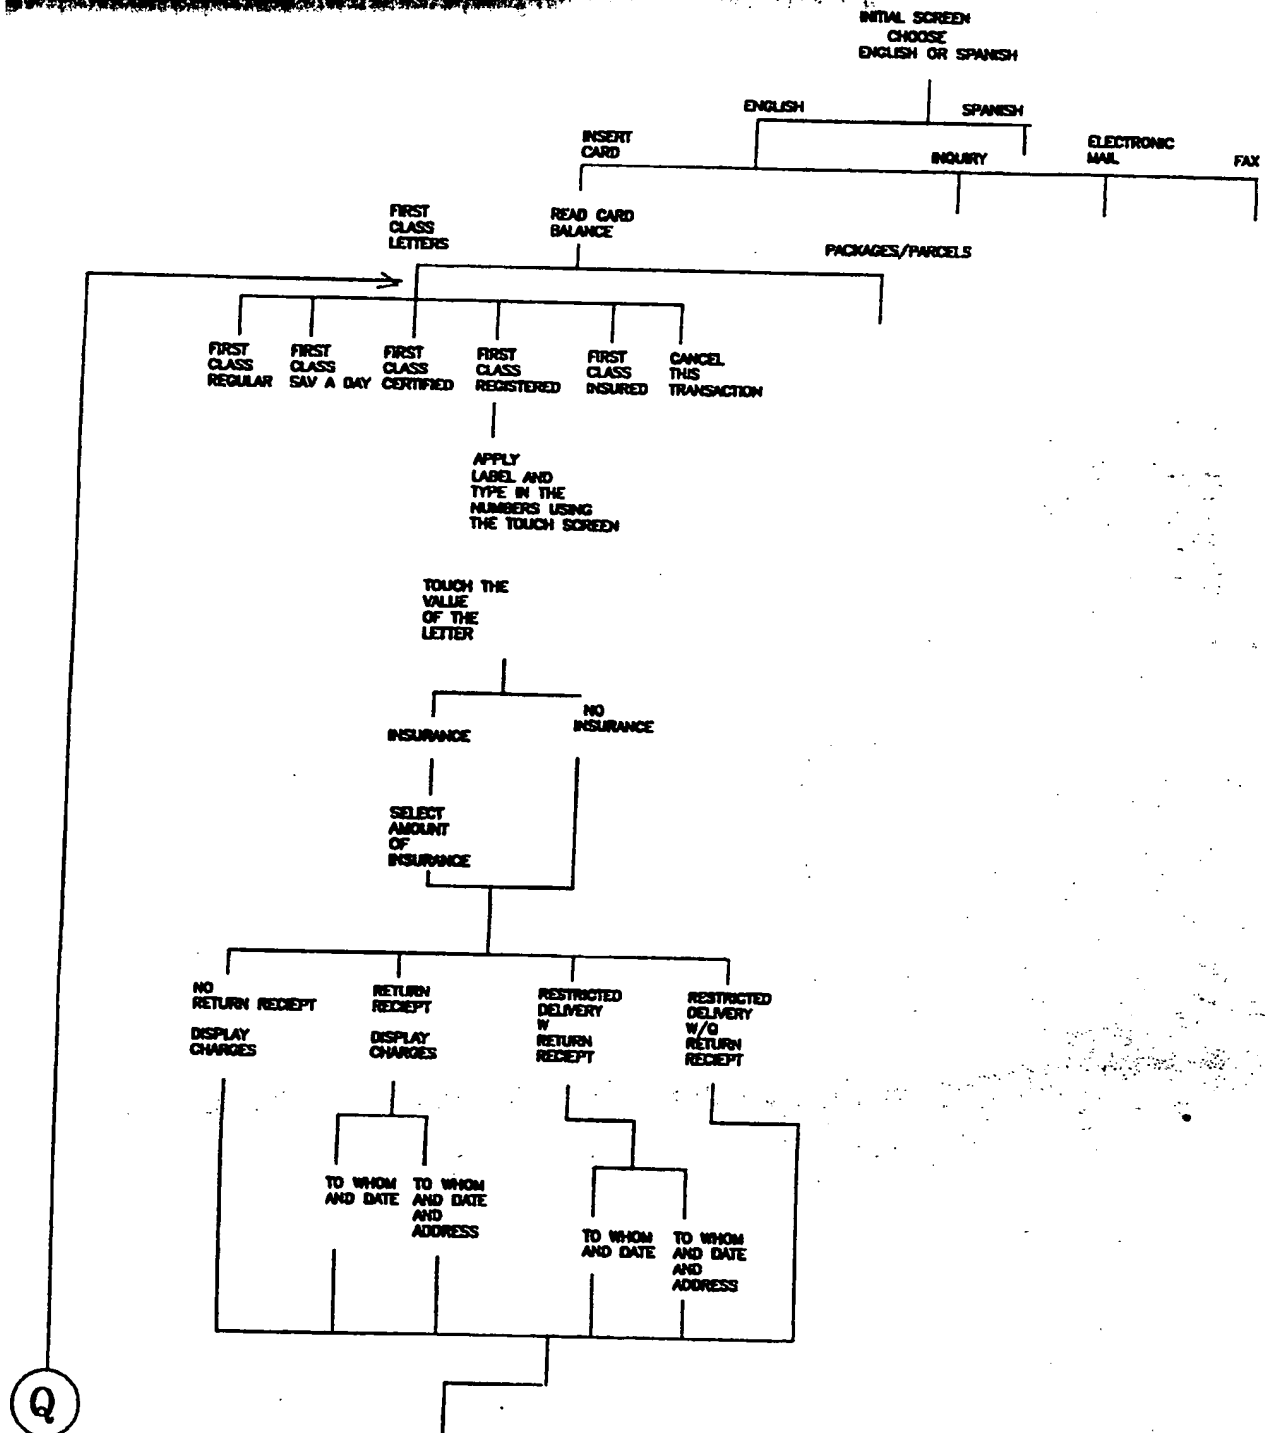 INITIAL SCREEN
CHOOSE
ENGLISH OR SPANISH
ENGLISH
SPANISH
INSERT
CARD
INQUIRY
ELECTRONIC
MAIL
FAX
FIRST
CLASS
LETTERS
READ CARD
BALANCE
PACKAGES/PARCELS
FIRST
CLASS
REGULAR
FIRST
CLASS
SAV A DAY
FIRST
CLASS
CERTIFIED
FIRST
CLASS
REGISTERED
FIRST
CLASS
INSURED
CANCEL
THIS
TRANSACTION
APPLY
LABEL AND
TYPE IN THE
NUMBERS USING
THE TOUCH SCREEN
TOUCH THE
VALUE
OF THE
LETTER
INSURANCE
NO
INSURANCE
SELECT
AMOUNT
OF
INSURANCE
NO
RETURN RECIEPT
DISPLAY
CHARGES
RETURN
RECIEPT
DISPLAY
CHARGES
RESTRICTED
DELIVERY
W
RETURN
RECIEPT
RESTRICTED
DELIVERY
W/O
RETURN
RECIEPT
TO WHOM
AND DATE
TO WHOM
AND DATE
AND
ADDRESS
TO WHOM
AND DATE
TO WHOM
AND DATE
AND
ADDRESS
Q